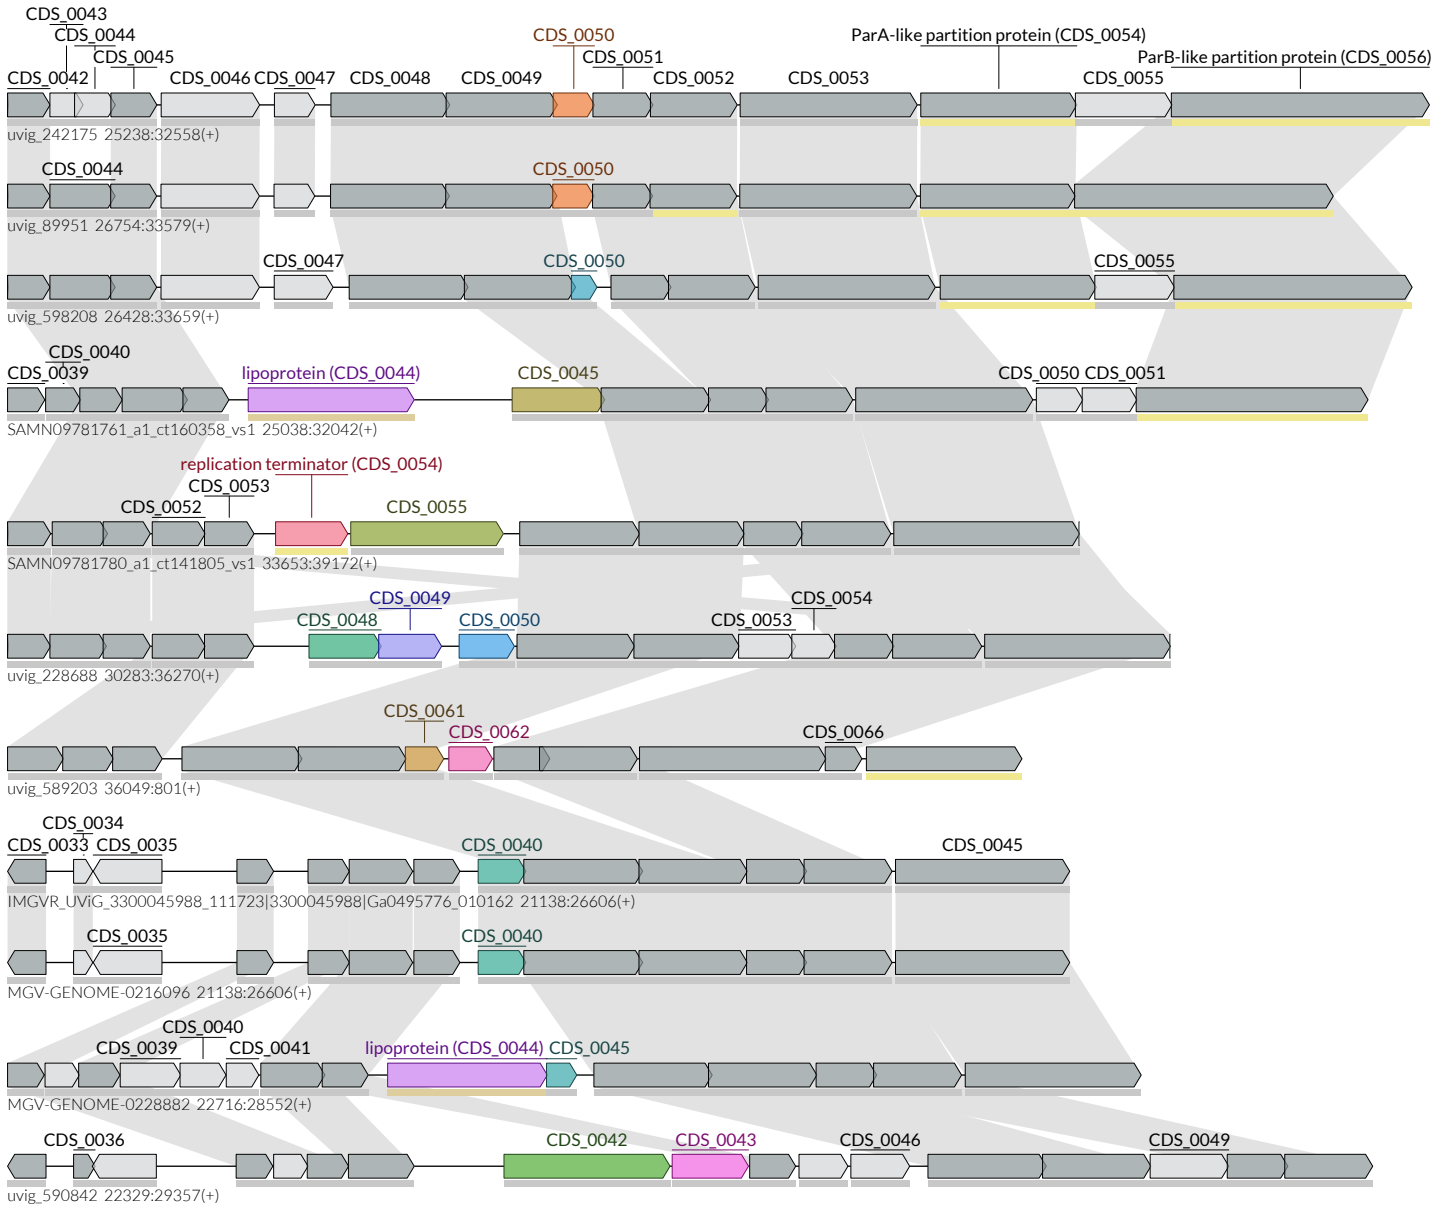 CDS_0043
CDS_0044 CDS_0050 ParA-like partition protein (CDS_0054)
CDS_0045 CDS_0051 ParB-like partition protein (CDS_0056)
CDS_0042 CDS_0046 CDS_0047 CDS_0048 CDS_0049 CDS_0052 CDS_0053 CDS_0055
uvig_242175 25238:32558(+)
CDS_0044 CDS_0050
uvig_89951 26754:33579(+)
CDS_0047 CDS_0050 CDS_0055
uvig_598208 26428:33659(+)
CDS_0040
CDS_0039 lipoprotein (CDS_0044) CDS_0045 CDS_0050 CDS_0051
SAMN09781761_a1_ct160358_vs1 25038:32042(+)
replication terminator (CDS_0054)
CDS_0053
CDS_0052 CDS_0055
SAMN09781780_a1_ct141805_vs1 33653:39172(+)
CDS_0049 CDS_0054
CDS_0048 CDS_0050 CDS_0053
uvig_228688 30283:36270(+)
CDS_0061
CDS_0062 CDS_0066
uvig_589203 36049:801(+)
CDS_0034
CDS_0033 CDS_0035 CDS_0040 CDS_0045
IMGVR_UViG_3300045988_111723|3300045988|Ga0495776_010162 21138:26606(+)
CDS_0035 CDS_0040
MGV-GENOME-0216096 21138:26606(+)
CDS_0040
CDS_0039 CDS_0041 lipoprotein (CDS_0044) CDS_0045
MGV-GENOME-0228882 22716:28552(+)
CDS_0036 CDS_0042 CDS_0043 CDS_0046 CDS_0049
uvig_590842 22329:29357(+)